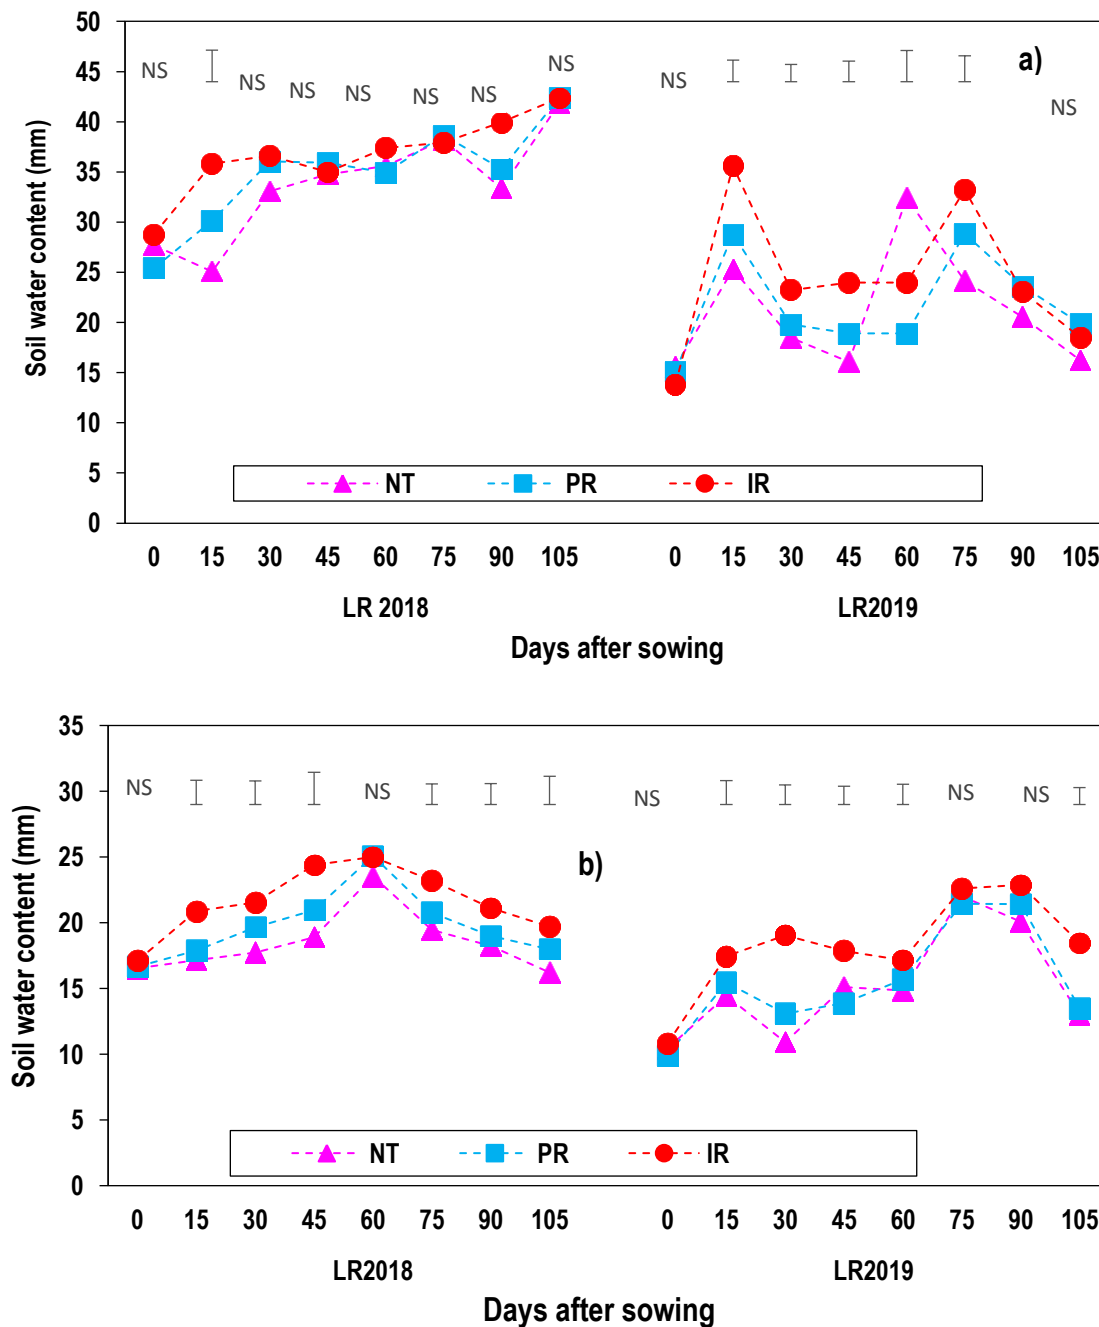 50
45
40
35
30
25
20
15
10
5
0
Soil water content (mm)
NS NS NS NS NS NS NS NS NS
a)
NT PR IR
0 15 30 45 60 75 90 105 0 15 30 45 60 75 90 105
LR 2018 LR2019
Days after sowing
35
30
25
20
15
10
5
0
Soil water content (mm)
NS NS NS NS NS
b)
NT PR IR
0 15 30 45 60 75 90 105 0 15 30 45 60 75 90 105
LR2018 LR2019
Days after sowing